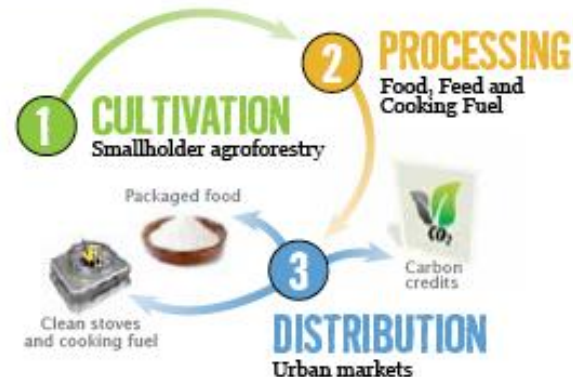 1
CULTIVATION
Smallholder agroforestry
2
PROCESSING
Food, Feed and
Cooking Fuel
3
DISTRIBUTION
Urban markets
Packaged food
Clean stoves
and cooking fuel
CO2
Carbon
credits